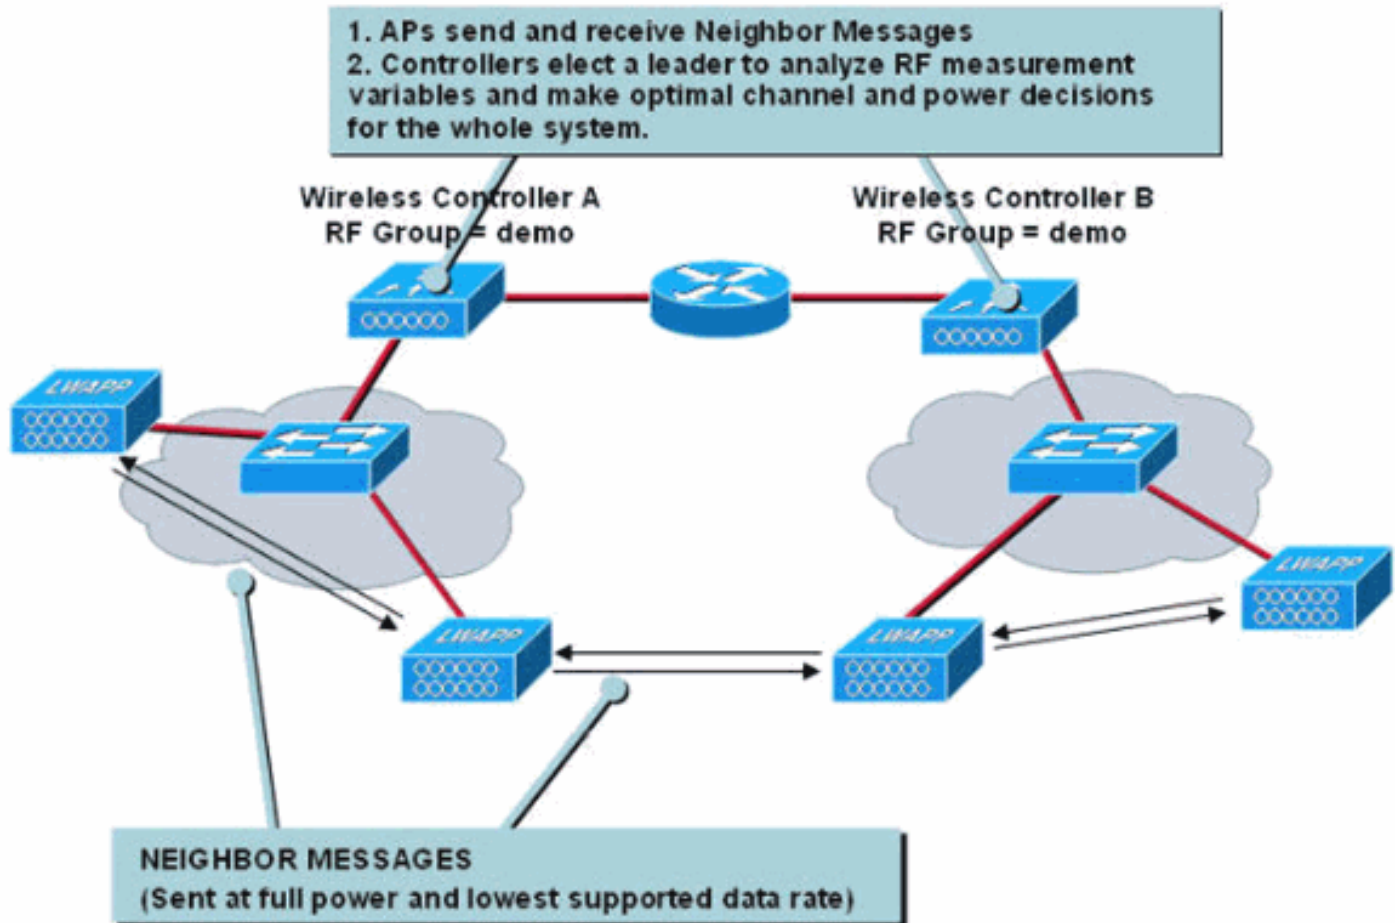 1. APs send and receive Neighbor Messages
2. Controllers elect a leader to analyze RF measurement
variables and make optimal channel and power decisions
for the whole system.
Wireless Controller A
RF Group = demo
Wireless Controller B
RF Group = demo
LWAPP
LWAPP
LWAPP
LWAPP
NEIGHBOR MESSAGES
(Sent at full power and lowest supported data rate)